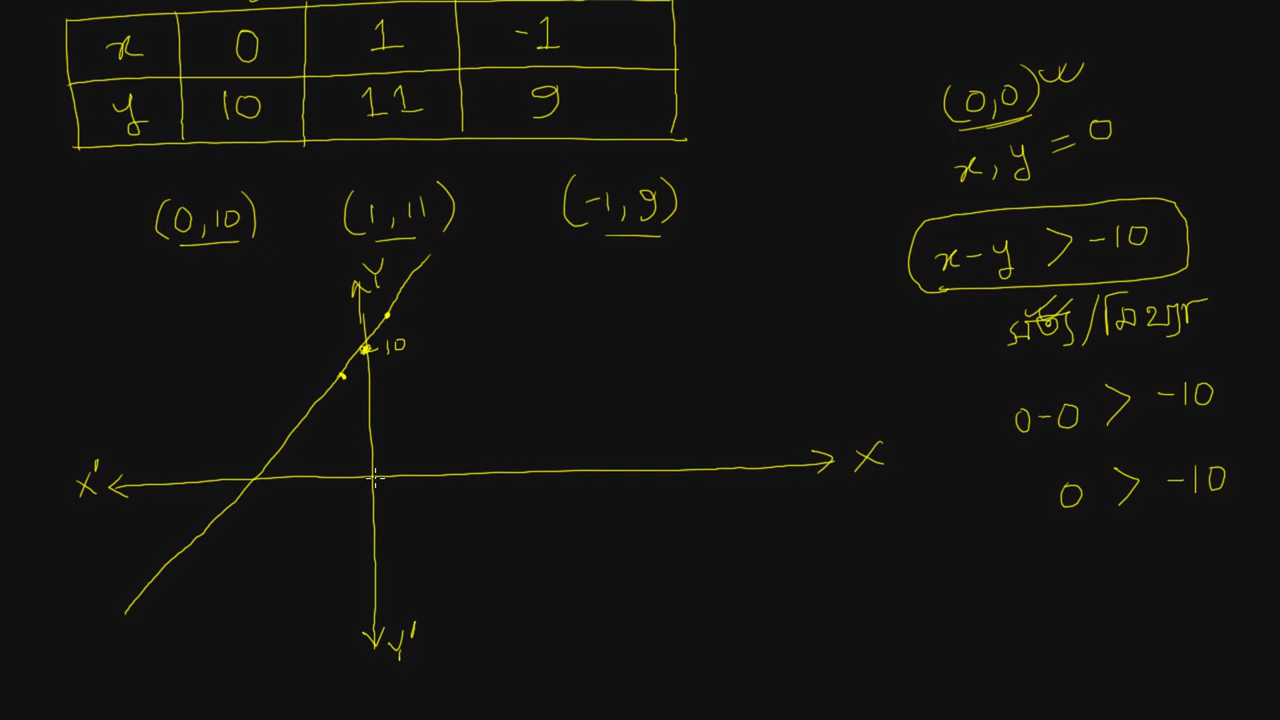 x 0 1 -1
y 10 11 9
(0,10) (1,11) (-1,9)
Y
10
X' X
Y'
(0,0)
x, y = 0
x-y > -10
0-0 > -10
0 > -10